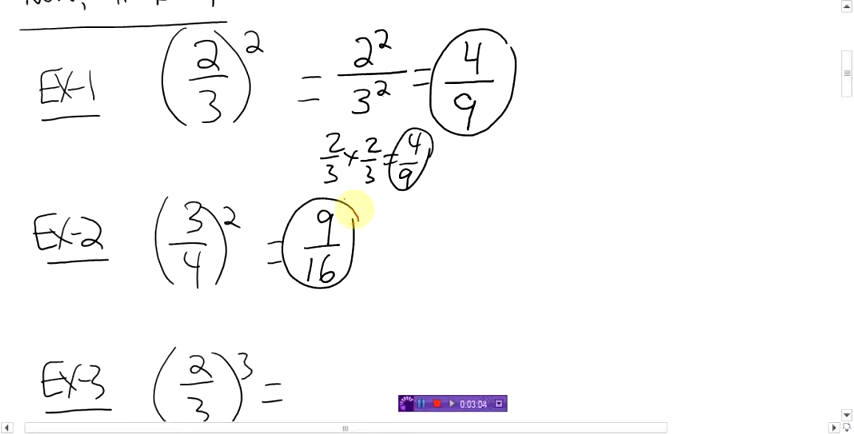 EX-1 (2/3)^2 = 2^2/3^2 = 4/9
2/3 × 2/3 = 4/9
EX-2 (3/4)^2 = 9/16
EX-3 (2/3)^3 =
0:03:04